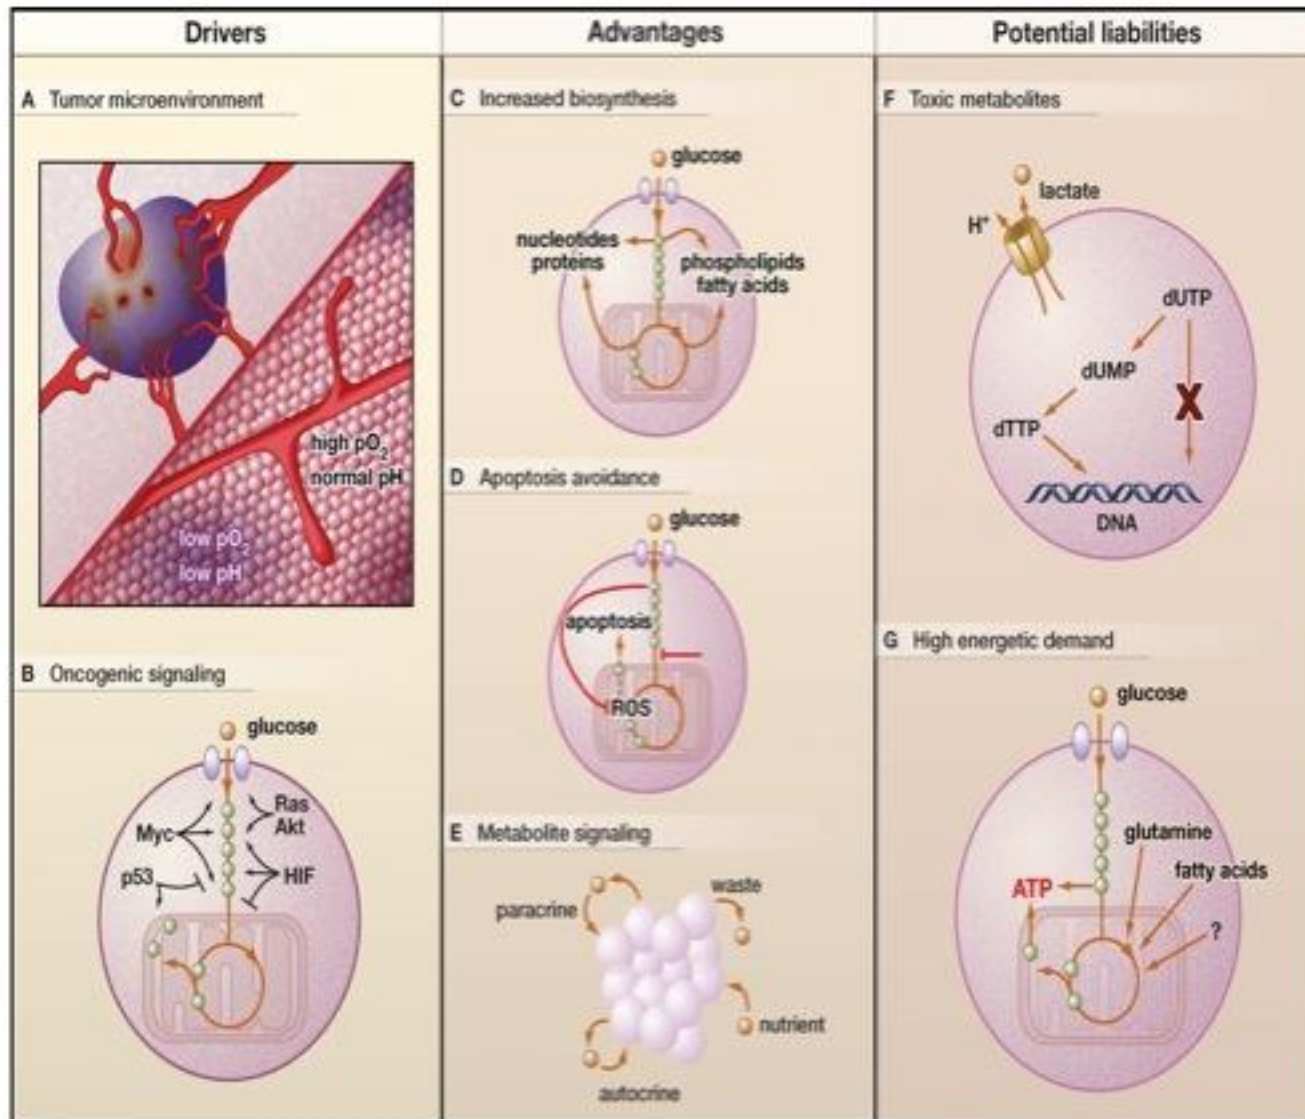 Drivers
A Tumor microenvironment
high pO2
normal pH
low pO2
low pH
B Oncogenic signaling
glucose
Myc
Ras
Akt
p53
HIF
Advantages
C Increased biosynthesis
glucose
nucleotides
proteins
phospholipids
fatty acids
D Apoptosis avoidance
glucose
apoptosis
ROS
E Metabolite signaling
paracrine
waste
nutrient
autocrine
Potential liabilities
F Toxic metabolites
lactate
H+
dUTP
dUMP
X
dTTP
DNA
G High energetic demand
glucose
glutamine
fatty acids
ATP
?